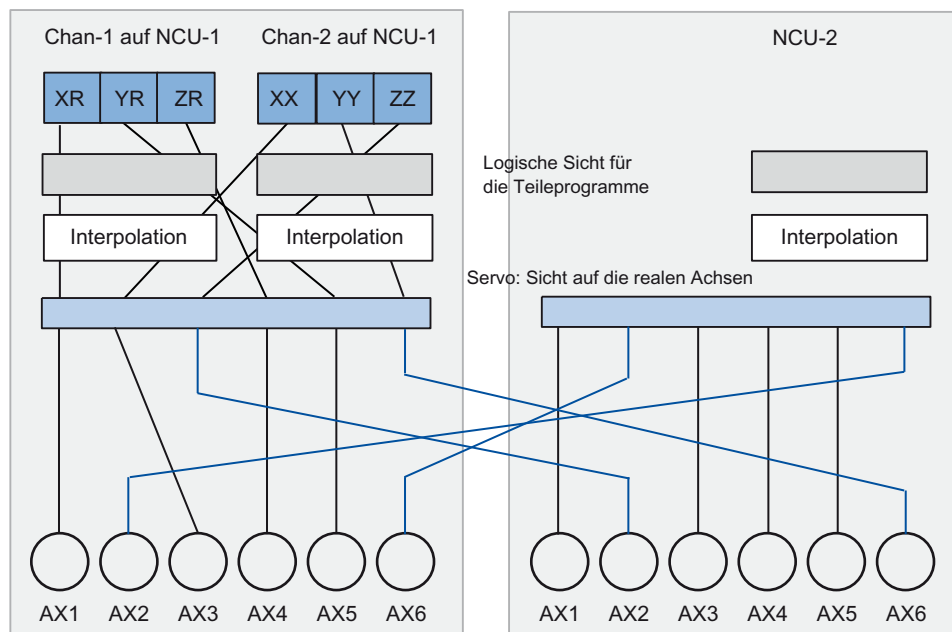 Chan-1 auf NCU-1
Chan-2 auf NCU-1
NCU-2
XR
YR
ZR
XX
YY
ZZ
Logische Sicht für
die Teileprogramme
Interpolation
Interpolation
Interpolation
Servo: Sicht auf die realen Achsen
AX1
AX2
AX3
AX4
AX5
AX6
AX1
AX2
AX3
AX4
AX5
AX6